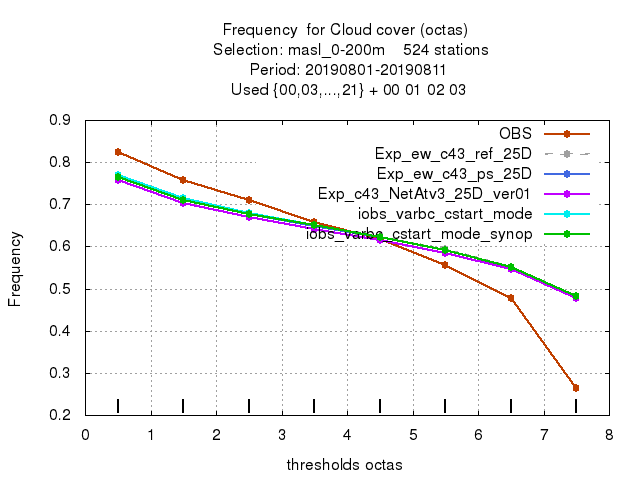 Frequency  for Cloud cover (octas)
Selection: masl_0-200m    524 stations
Period: 20190801-20190811
Used {00,03,...,21} + 00 01 02 03
OBS
Exp_ew_c43_ref_25D
Exp_ew_c43_ps_25D
Exp_c43_NetAtv3_25D_ver01
iobs_varbc_cstart_mode
iobs_varbc_cstart_mode_synop
Frequency
0.9
0.8
0.7
0.6
0.5
0.4
0.3
0.2
0 1 2 3 4 5 6 7 8
thresholds octas